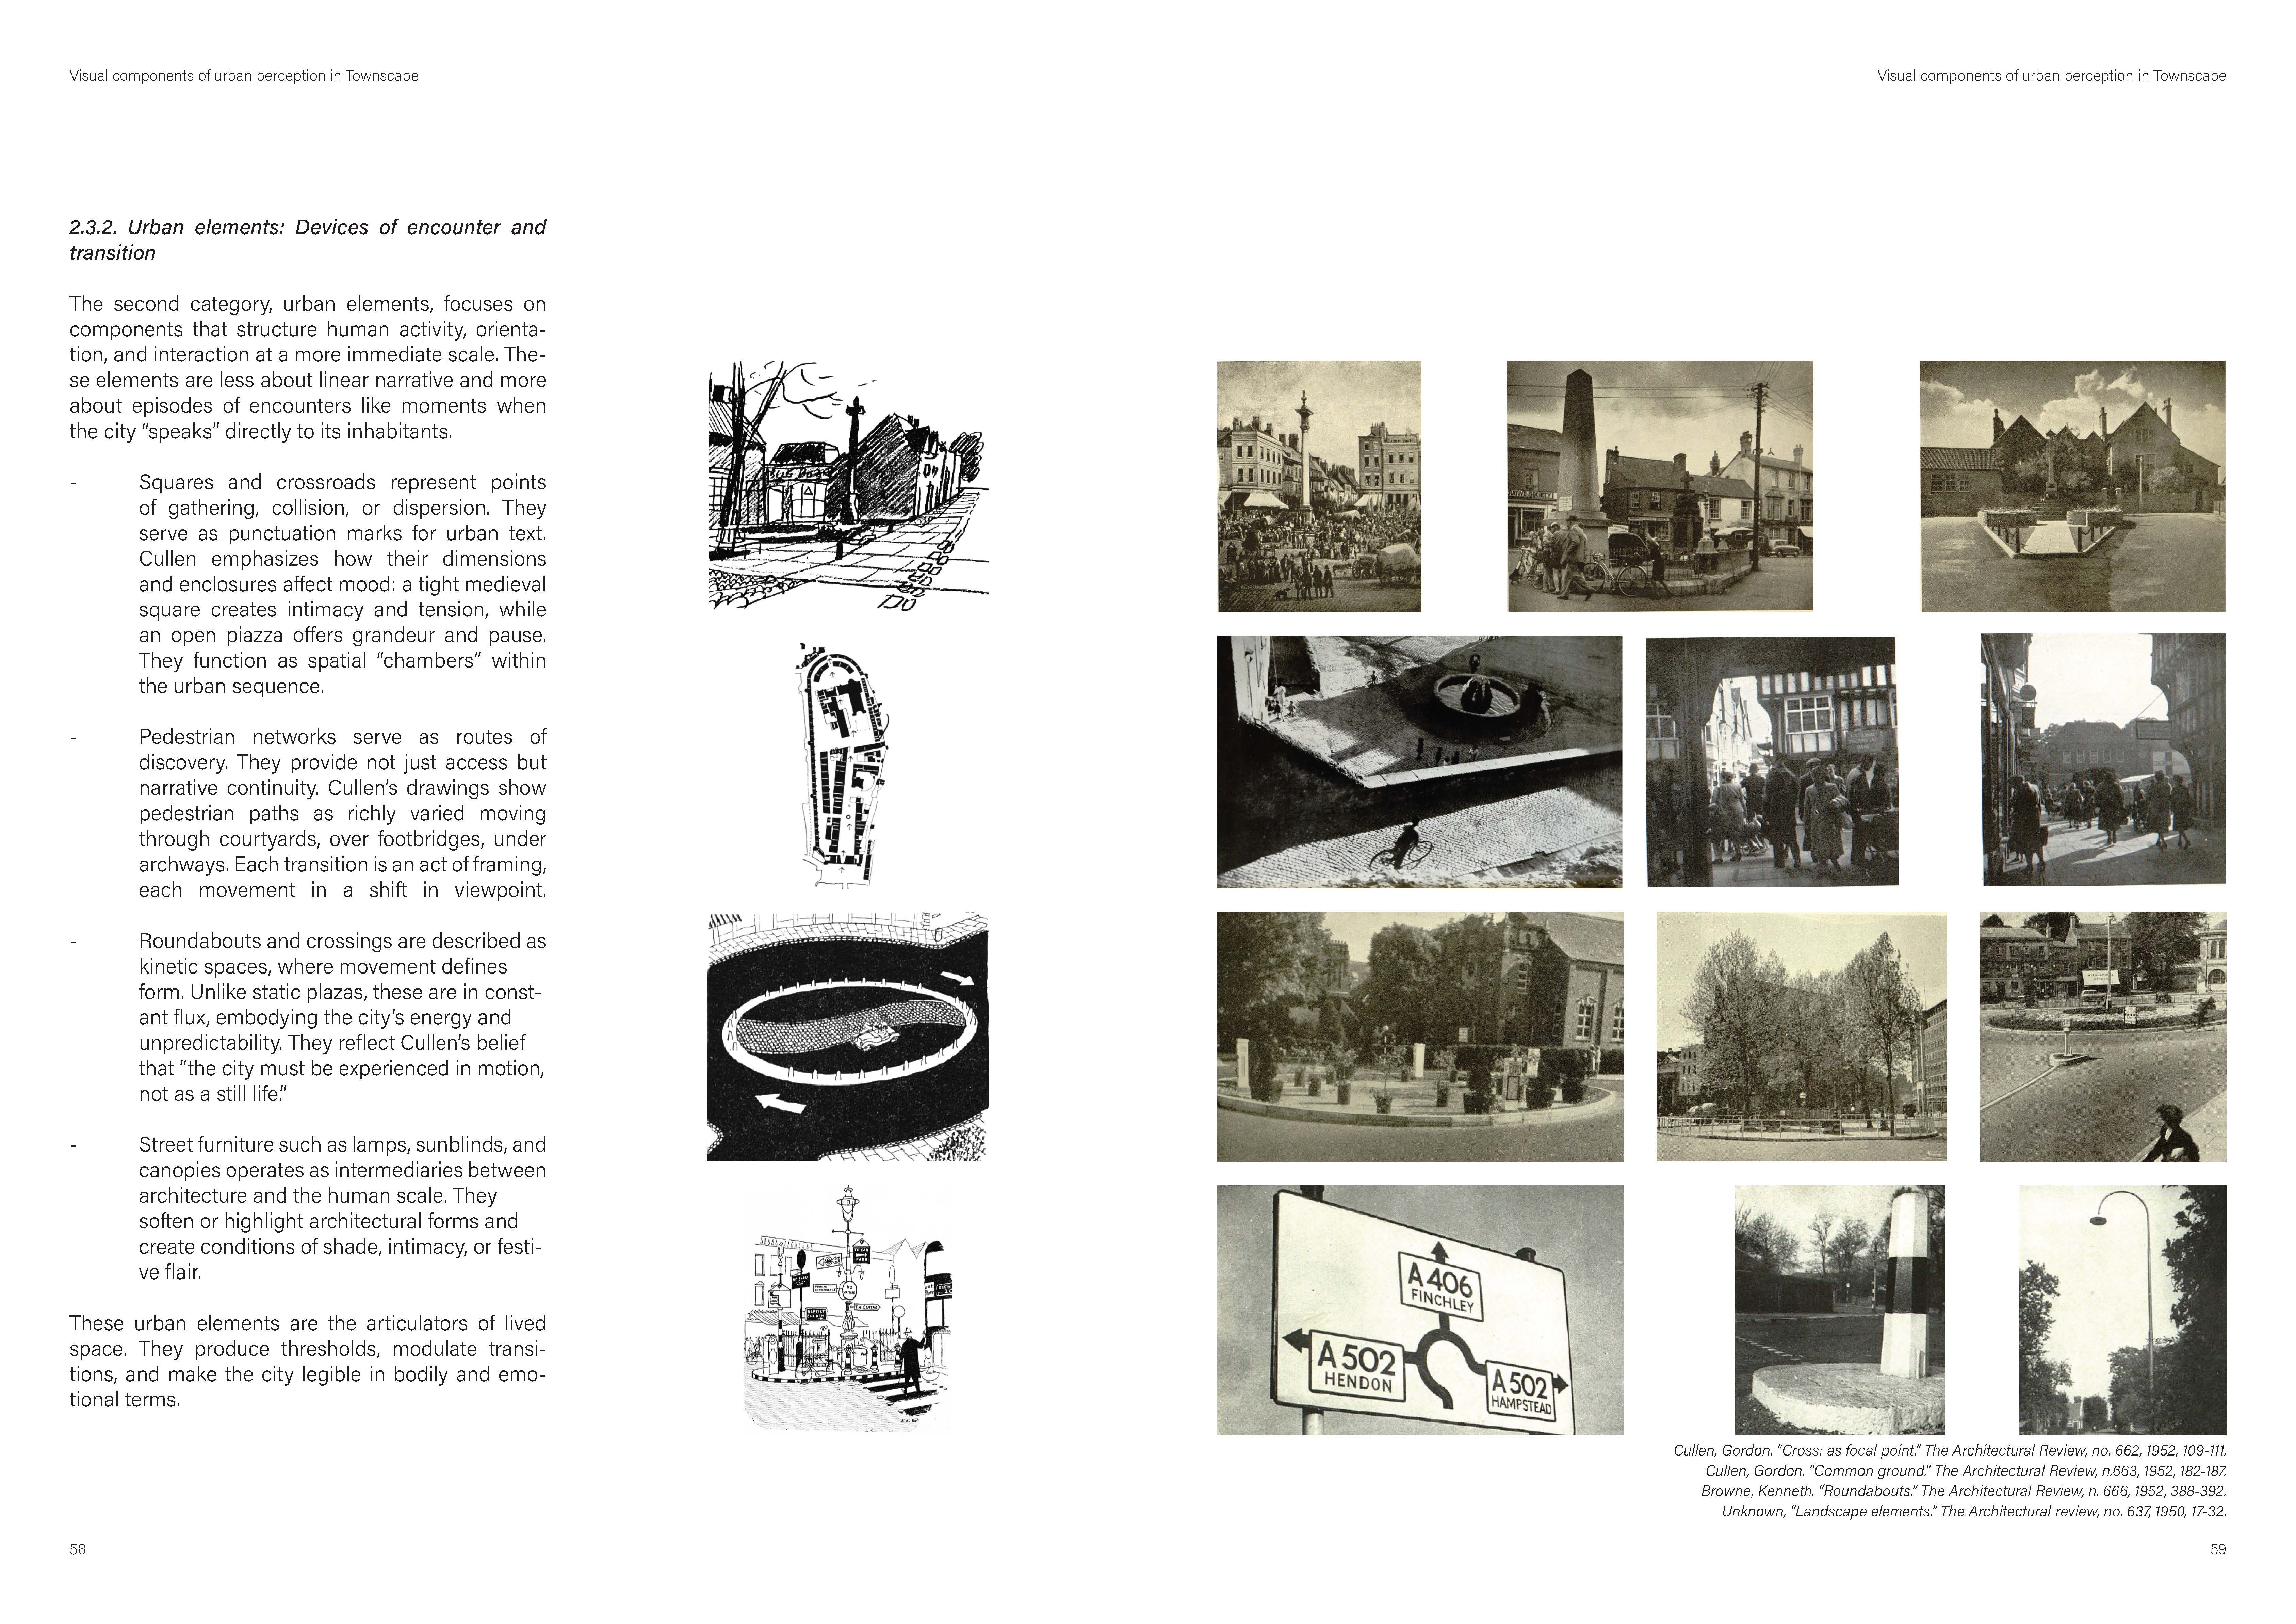 Visual components of urban perception in Townscape
Visual components of urban perception in Townscape
2.3.2. Urban elements: Devices of encounter and
transition
The second category, urban elements, focuses on
components that structure human activity, orienta-
tion, and interaction at a more immediate scale. The-
se elements are less about linear narrative and more
about episodes of encounters like moments when
the city “speaks” directly to its inhabitants.
- Squares and crossroads represent points
of gathering, collision, or dispersion. They
serve as punctuation marks for urban text.
Cullen emphasizes how their dimensions
and enclosures affect mood: a tight medieval
square creates intimacy and tension, while
an open piazza offers grandeur and pause.
They function as spatial “chambers” within
the urban sequence.
- Pedestrian networks serve as routes of
discovery. They provide not just access but
narrative continuity. Cullen’s drawings show
pedestrian paths as richly varied moving
through courtyards, over footbridges, under
archways. Each transition is an act of framing,
each movement in a shift in viewpoint.
- Roundabouts and crossings are described as
kinetic spaces, where movement defines
form. Unlike static plazas, these are in const-
ant flux, embodying the city’s energy and
unpredictability. They reflect Cullen’s belief
that “the city must be experienced in motion,
not as a still life.”
- Street furniture such as lamps, sunblinds, and
canopies operates as intermediaries between
architecture and the human scale. They
soften or highlight architectural forms and
create conditions of shade, intimacy, or festi-
ve flair.
These urban elements are the articulators of lived
space. They produce thresholds, modulate transi-
tions, and make the city legible in bodily and emo-
tional terms.
A 406
FINCHLEY
A 502
HENDON
A 502
HAMPSTEAD
Cullen, Gordon. “Cross: as focal point.” The Architectural Review, no. 662, 1952, 109-111.
Cullen, Gordon. “Common ground.” The Architectural Review, n.663, 1952, 182-187.
Browne, Kenneth. “Roundabouts.” The Architectural Review, n. 666, 1952, 388-392.
Unknown, “Landscape elements.” The Architectural review, no. 637, 1950, 17-32.
58
59